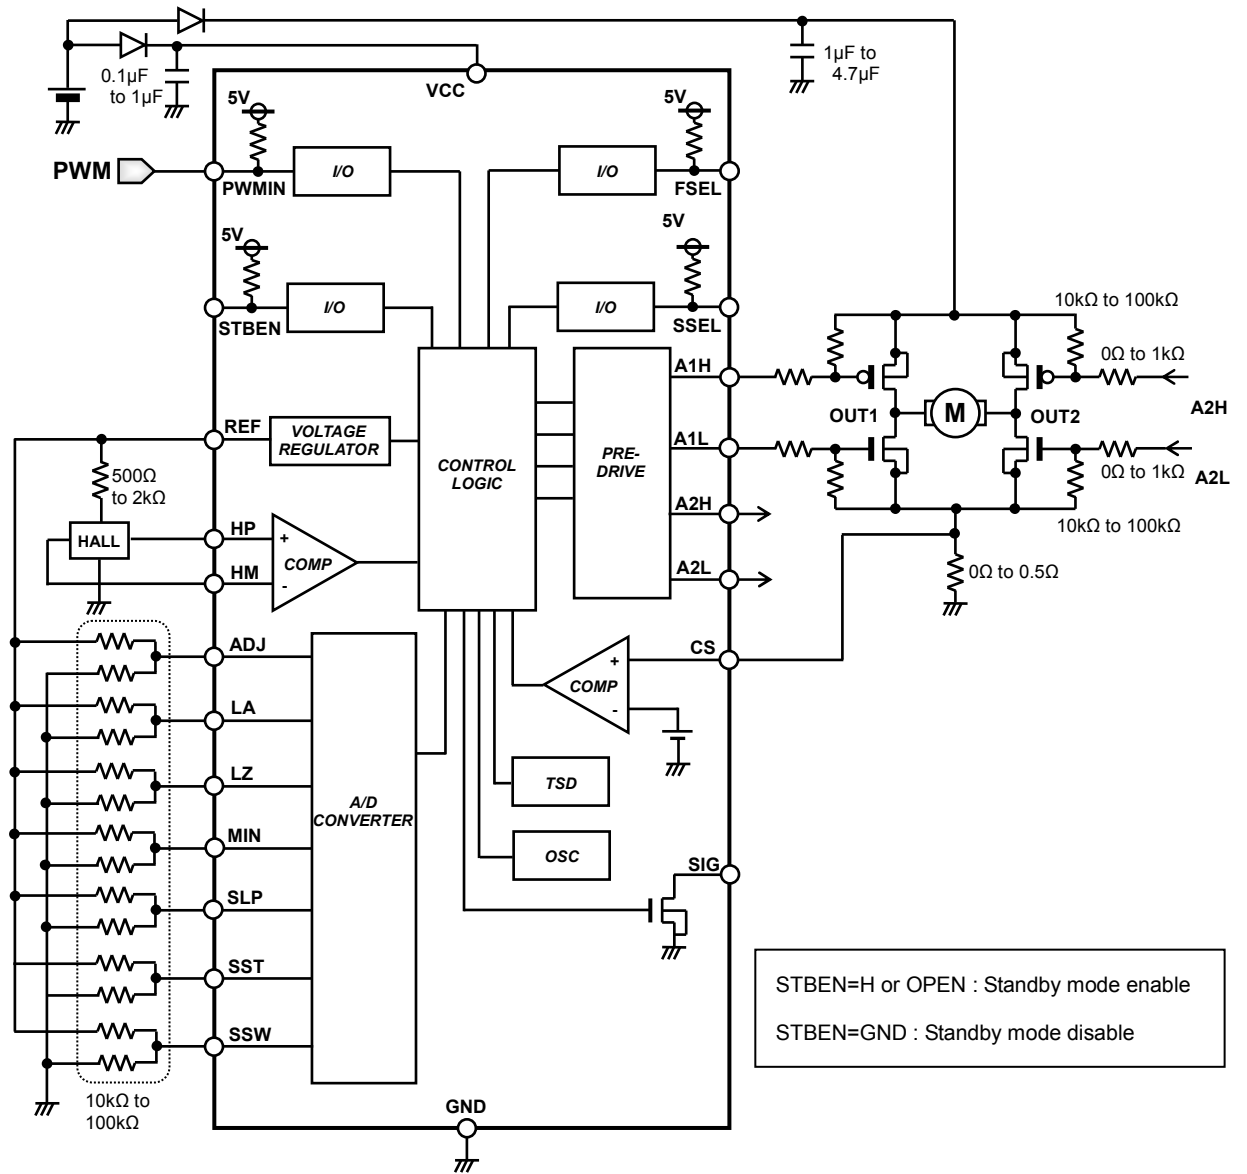 0.1µF
to 1µF
VCC
1µF to
4.7µF
5V
5V
PWM
PWMIN
I/O
I/O
FSEL
5V
5V
STBEN
I/O
I/O
SSEL
10kΩ to 100kΩ
A1H
0Ω to 1kΩ
A2H
OUT1
M
OUT2
REF
VOLTAGE
REGULATOR
CONTROL
LOGIC
PRE-
DRIVE
A1L
0Ω to 1kΩ
A2L
500Ω
to 2kΩ
A2H
10kΩ to 100kΩ
HALL
HP
+
COMP
HM
-
A2L
0Ω to 0.5Ω
ADJ
CS
+
COMP
-
LA
LZ
TSD
A/D
CONVERTER
MIN
OSC
SIG
SLP
SST
SSW
STBEN=H or OPEN : Standby mode enable
STBEN=GND : Standby mode disable
10kΩ to
100kΩ
GND